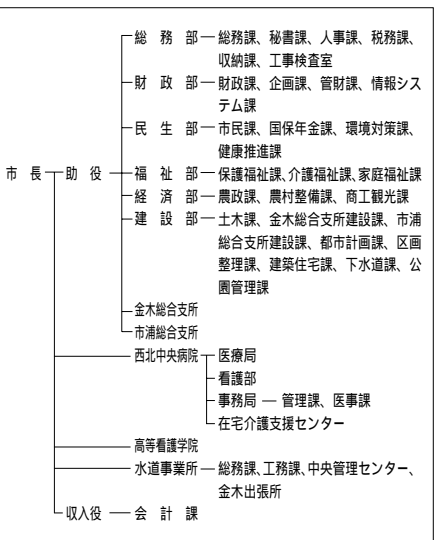 総務部 総務課、秘書課、人事課、税務課、
収納課、工事検査室
財政部 財政課、企画課、管財課、情報シス
テム課
民生部 市民課、国保年金課、環境対策課、
健康推進課
市長 助役 福祉部 保護福祉課、介護福祉課、家庭福祉課
経済部 農政課、農村整備課、商工観光課
建設部 土木課、金木総合支所建設課、市浦
総合支所建設課、都市計画課、区画
整理課、建築住宅課、下水道課、公
園管理課
金木総合支所
市浦総合支所
西北中央病院 医療局
看護部
事務局 管理課、医事課
在宅介護支援センター
高等看護学院
水道事業所 総務課、工務課、中央管理センター、
金木出張所
収入役 会計課